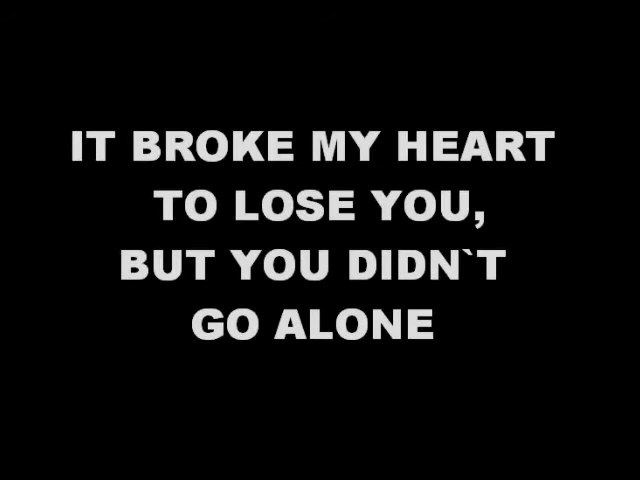 IT BROKE MY HEART
TO LOSE YOU,
BUT YOU DIDN`T
GO ALONE